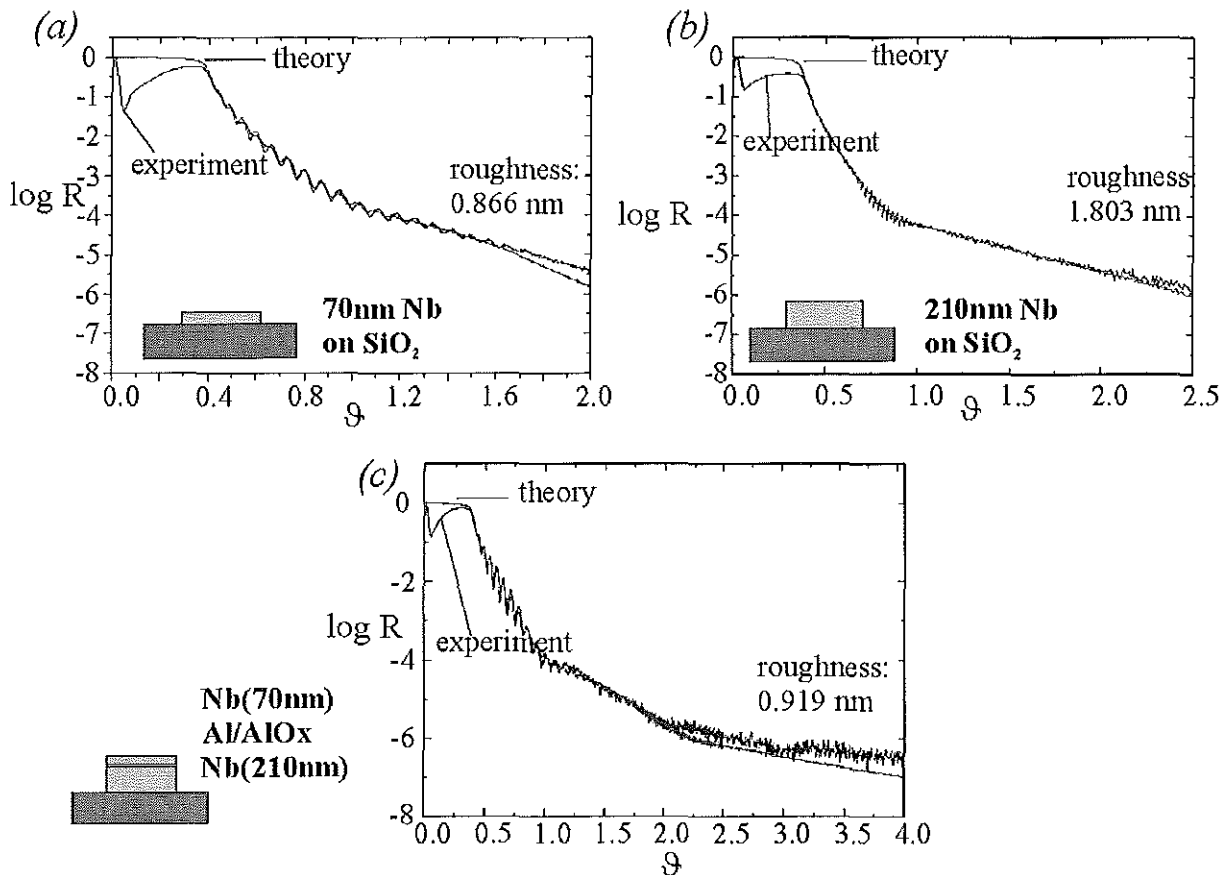 (a)
0
-1
-2
-3
-4
-5
-6
-7
-8
log R
theory
experiment
roughness:
0.866 nm
70nm Nb
on SiO₂
0.0 0.4 0.8 1.2 1.6 2.0
ϑ
(b)
0
-1
-2
-3
-4
-5
-6
-7
-8
log R
theory
experiment
roughness
1.803 nm
210nm Nb
on SiO₂
0.0 0.5 1.0 1.5 2.0 2.5
ϑ
(c)
0
-2
-4
-6
-8
log R
theory
experiment
roughness:
0.919 nm
Nb(70nm)
Al/AlOx
Nb(210nm)
0.0 0.5 1.0 1.5 2.0 2.5 3.0 3.5 4.0
ϑ